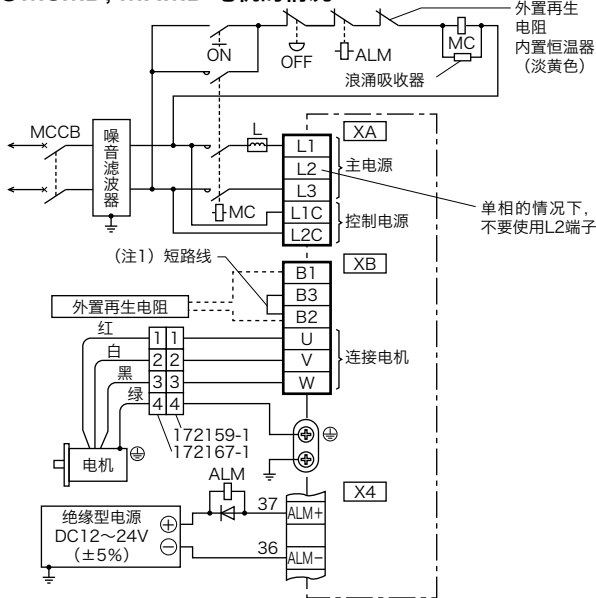 外置再生
电阻
内置恒温器
（淡黄色）
ON
OFF
ALM
MC
浪涌吸收器
MCCB
噪音滤波器
L
XA
L1
L2
L3
L1C
L2C
主电源
控制电源
MC
单相的情况下,
不要使用L2端子
（注1）短路线
XB
B1
B3
B2
U
V
W
外置再生电阻
连接电机
红
白
黑
绿
1 1
2 2
3 3
4 4
172159-1
172167-1
电机
ALM
X4
绝缘型电源
DC12～24V
（±5%）
37
ALM+
36
ALM−